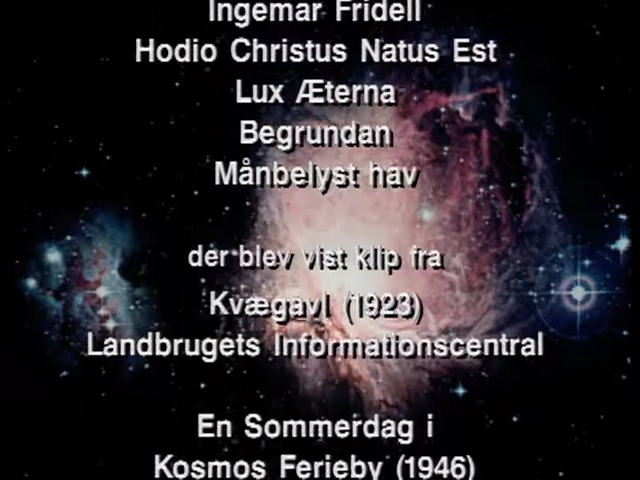 Ingemar Fridell
Hodio Christus Natus Est
Lux Æterna
Begrundan
Månbelyst hav
der blev vist klip fra
Kvægavl (1923)
Landbrugets Informationscentral
En Sommerdag i
Kosmos Ferieby (1946)